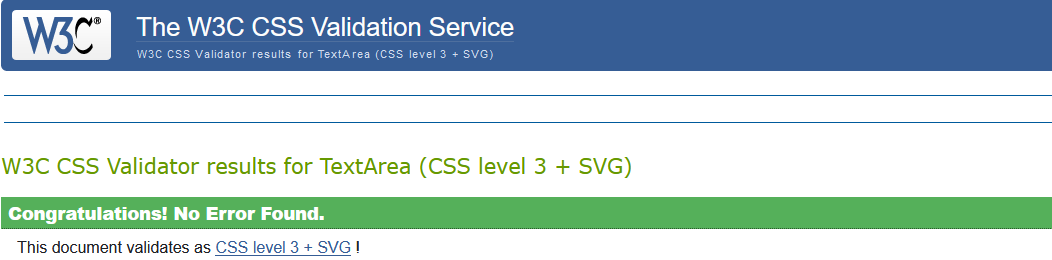 W3C®
The W3C CSS Validation Service
W3C CSS Validator results for TextArea (CSS level 3 + SVG)
W3C CSS Validator results for TextArea (CSS level 3 + SVG)
Congratulations! No Error Found.
This document validates as CSS level 3 + SVG !